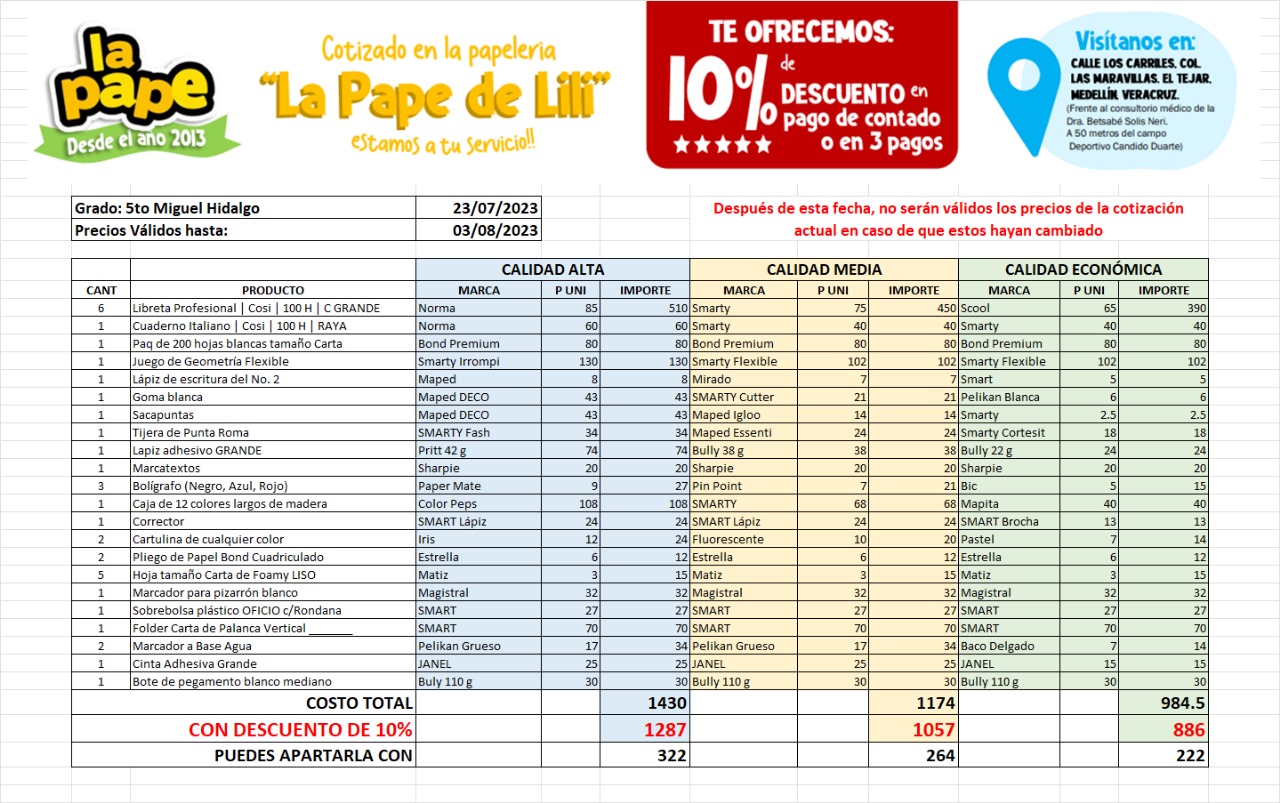 la
pape
Desde el año 2013
Cotizado en la papeleria
“La Pape de Lili”
estamos a tu servicio!!
TE OFRECEMOS:
10% de DESCUENTO en
pago de contado
o en 3 pagos
Visítanos en:
CALLE LOS CARRILES. COL.
LAS MARAVILLAS. EL TEJAR.
MEDELLÍN. VERACRUZ.
(Frente al consultorio médico de la
Dra. Betsabé Solis Neri.
A 50 metros del campo
Deportivo Candido Duarte)
Grado: 5to Miguel Hidalgo 23/07/2023
Precios Válidos hasta: 03/08/2023
Después de esta fecha, no serán válidos los precios de la cotización
actual en caso de que estos hayan cambiado
CALIDAD ALTA CALIDAD MEDIA CALIDAD ECONÓMICA
CANT PRODUCTO MARCA P UNI IMPORTE MARCA P UNI IMPORTE MARCA P UNI IMPORTE
6 Libreta Profesional | Cosi | 100 H | C GRANDE Norma 85 510 Smarty 75 450 Scool 65 390
1 Cuaderno Italiano | Cosi | 100 H | RAYA Norma 60 60 Smarty 40 40 Smarty 40 40
1 Paq de 200 hojas blancas tamaño Carta Bond Premium 80 80 Bond Premium 80 80 Bond Premium 80 80
1 Juego de Geometría Flexible Smarty Irrompi 130 130 Smarty Flexible 102 102 Smarty Flexible 102 102
1 Lápiz de escritura del No. 2 Maped 8 8 Mirado 7 7 Smart 5 5
1 Goma blanca Maped DECO 43 43 SMARTY Cutter 21 21 Pelikan Blanca 6 6
1 Sacapuntas Maped DECO 43 43 Maped Igloo 14 14 Smarty 2.5 2.5
1 Tijera de Punta Roma SMARTY Fash 34 34 Maped Essenti 24 24 Smarty Cortesit 18 18
1 Lapiz adhesivo GRANDE Pritt 42 g 74 74 Bully 38 g 38 38 Bully 22 g 24 24
1 Marcatextos Sharpie 20 20 Sharpie 20 20 Sharpie 20 20
3 Bolígrafo (Negro, Azul, Rojo) Paper Mate 9 27 Pin Point 7 21 Bic 5 15
1 Caja de 12 colores largos de madera Color Peps 108 108 SMARTY 68 68 Mapita 40 40
1 Corrector SMART Lápiz 24 24 SMART Lápiz 24 24 SMART Brocha 13 13
2 Cartulina de cualquier color Iris 12 24 Fluorescente 10 20 Pastel 7 14
2 Pliego de Papel Bond Cuadriculado Estrella 6 12 Estrella 6 12 Estrella 6 12
5 Hoja tamaño Carta de Foamy LISO Matiz 3 15 Matiz 3 15 Matiz 3 15
1 Marcador para pizarrón blanco Magistral 32 32 Magistral 32 32 Magistral 32 32
1 Sobrebolsa plástico OFICIO c/Rondana SMART 27 27 SMART 27 27 SMART 27 27
1 Folder Carta de Palanca Vertical _______ SMART 70 70 SMART 70 70 SMART 70 70
2 Marcador a Base Agua Pelikan Grueso 17 34 Pelikan Grueso 17 34 Baco Delgado 7 14
1 Cinta Adhesiva Grande JANEL 25 25 JANEL 25 25 JANEL 15 15
1 Bote de pegamento blanco mediano Buly 110 g 30 30 Bully 110 g 30 30 Bully 110 g 30 30
COSTO TOTAL 1430 1174 984.5
CON DESCUENTO DE 10% 1287 1057 886
PUEDES APARTARLA CON 322 264 222